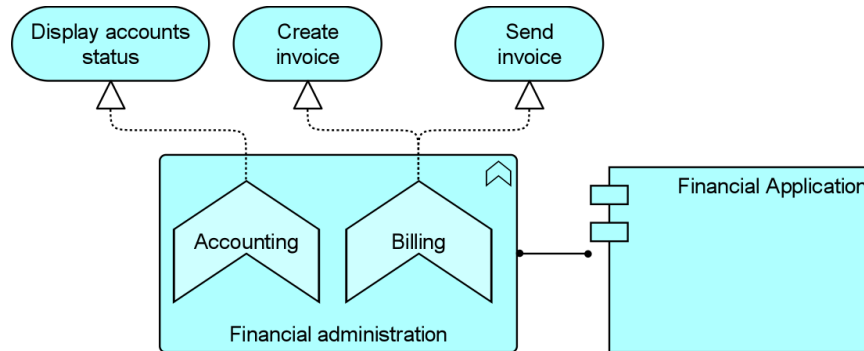 Display accounts
status
Create
invoice
Send
invoice
Financial Application
Accounting
Billing
Financial administration